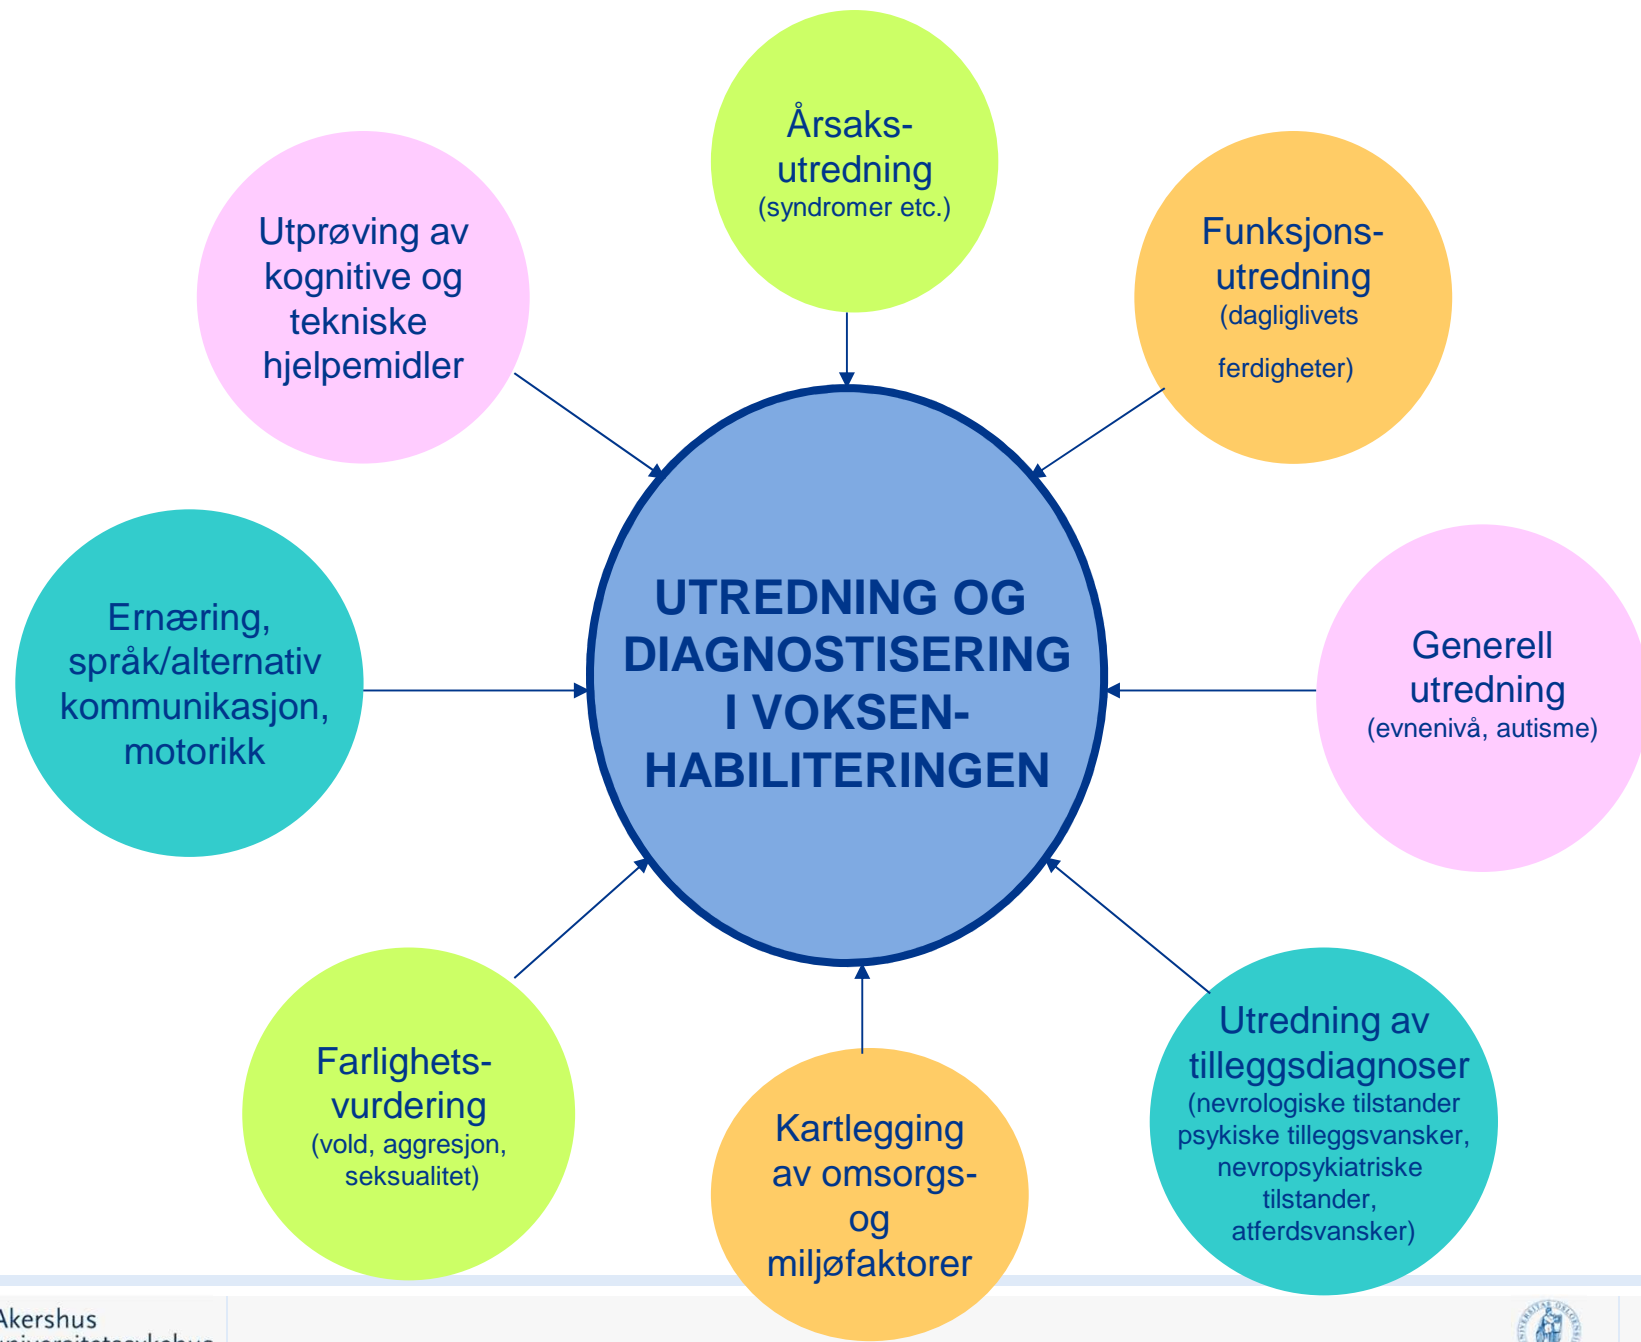 Årsaks-
utredning
(syndromer etc.)
Utprøving av
kognitive og
tekniske
hjelpemidler
Funksjons-
utredning
(dagliglivets
ferdigheter)
Ernæring,
språk/alternativ
kommunikasjon,
motorikk
UTREDNING OG
DIAGNOSTISERING
I VOKSEN-
HABILITERINGEN
Generell
utredning
(evnenivå, autisme)
Farlighets-
vurdering
(vold, aggresjon,
seksualitet)
Kartlegging
av omsorgs-
og
miljøfaktorer
Utredning av
tilleggsdiagnoser
(nevrologiske tilstander
psykiske tilleggsvansker,
nevropsykiatriske
tilstander,
atferdsvansker)
Akershus
universitetssykehus